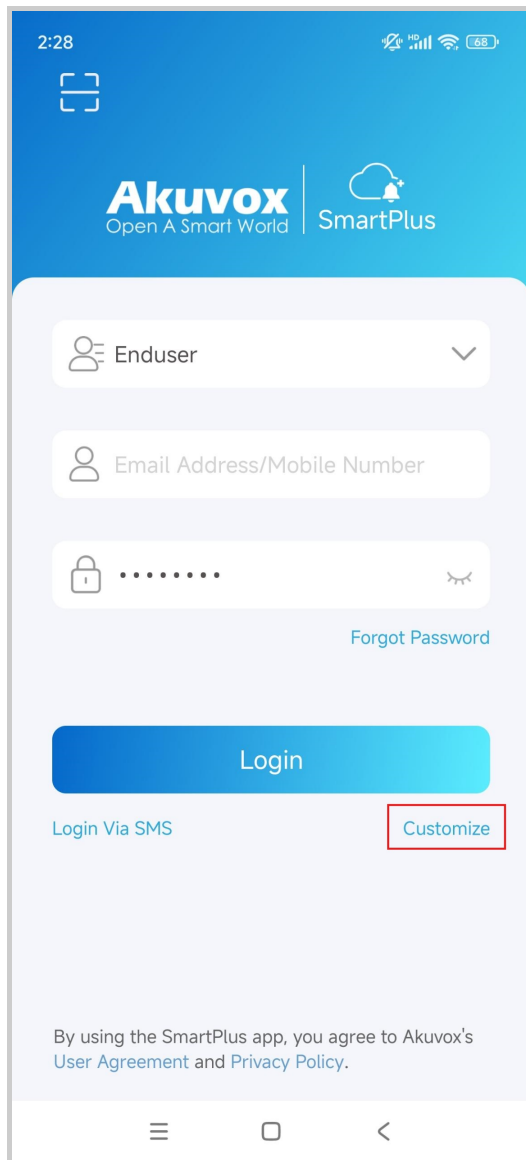 2:28
HD
68
Akuvox
Open A Smart World
SmartPlus
Enduser
Email Address/Mobile Number
Forgot Password
Login
Login Via SMS
Customize
By using the SmartPlus app, you agree to Akuvox's
User Agreement and Privacy Policy.